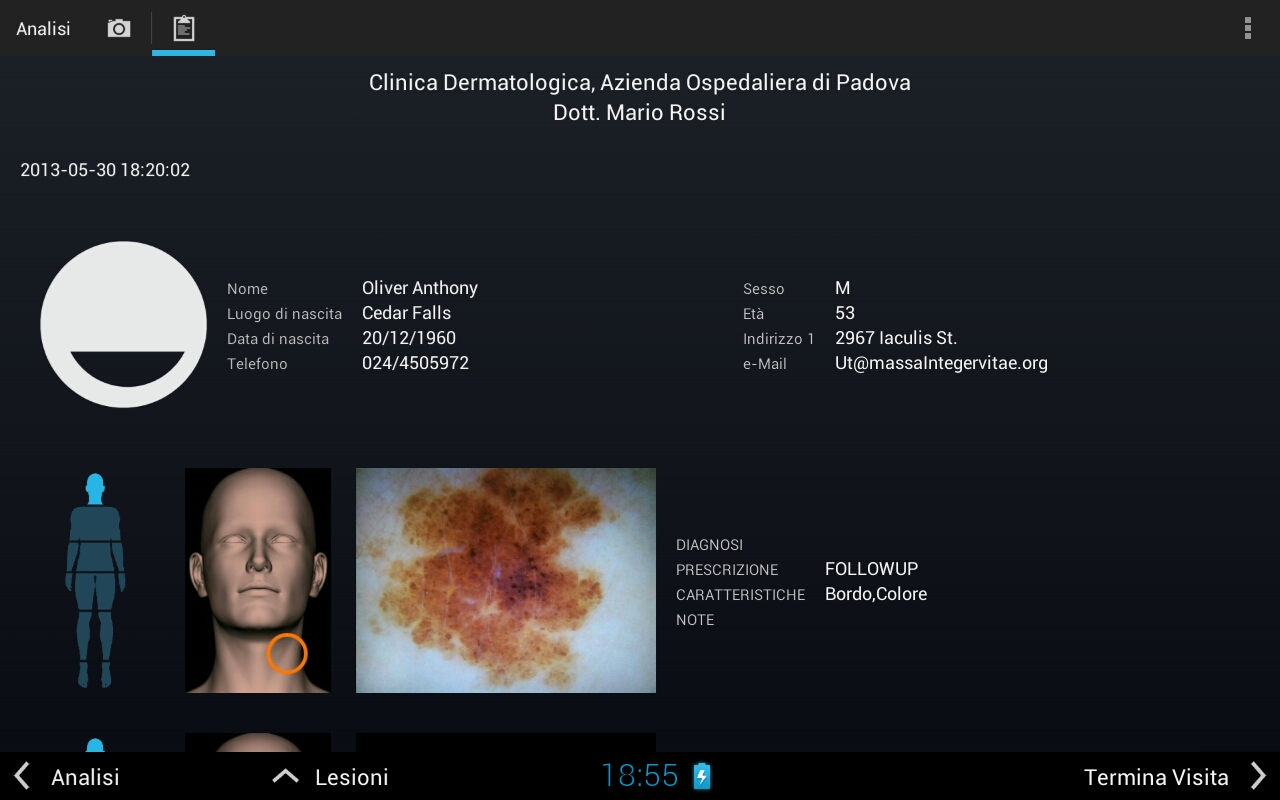 Analisi
Clinica Dermatologica, Azienda Ospedaliera di Padova
Dott. Mario Rossi
2013-05-30 18:20:02
Nome Oliver Anthony
Luogo di nascita Cedar Falls
Data di nascita 20/12/1960
Telefono 024/4505972
Sesso M
Età 53
Indirizzo 1 2967 Iaculis St.
e-Mail Ut@massaIntegervitae.org
DIAGNOSI
PRESCRIZIONE FOLLOWUP
CARATTERISTICHE Bordo,Colore
NOTE
Analisi Lesioni 18:55 Termina Visita